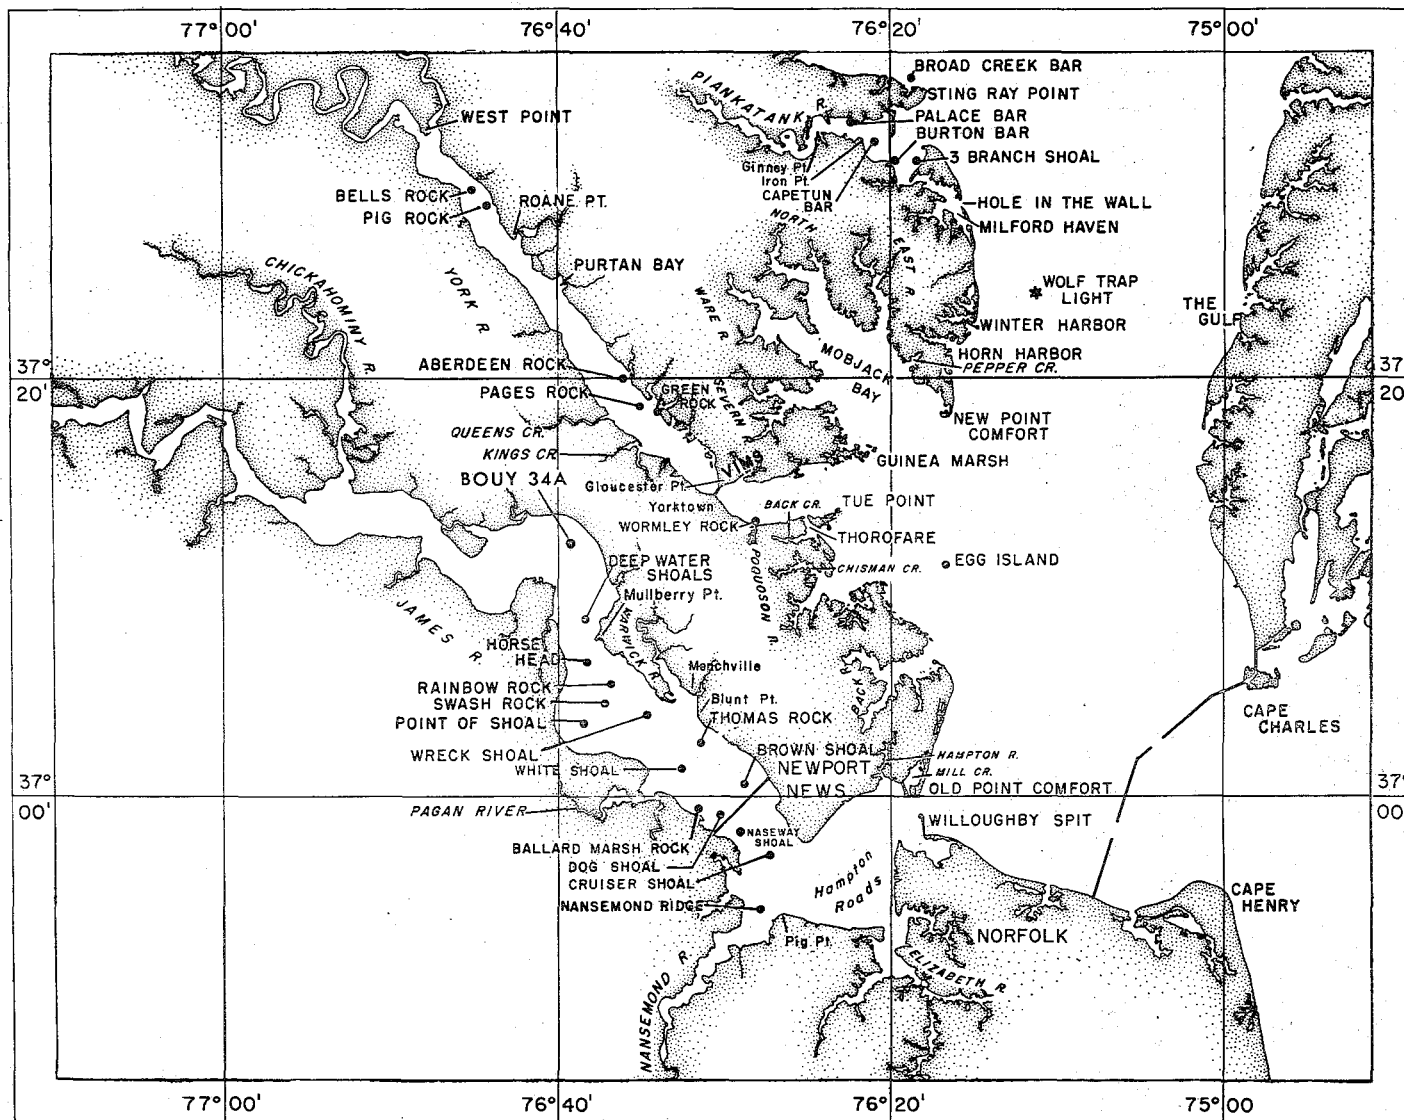 77°00'
76°40'
76°20'
75°00'
BROAD CREEK BAR
STING RAY POINT
PIANKATANK R.
PALACE BAR
BURTON BAR
WEST POINT
3 BRANCH SHOAL
Ginney Pt.
Iron Pt.
CAPETUN
BAR
BELLS ROCK
PIG ROCK
ROANE PT.
HOLE IN THE WALL
MILFORD HAVEN
NORTH
EAST R.
CHICKAHOMINY R.
YORK R.
PURTAN BAY
WARE R.
WOLF TRAP
LIGHT
THE
GULF
WINTER HARBOR
MOBJACK
BAY
HORN HARBOR
PEPPER CR.
37°
20'
37
20'
ABERDEEN ROCK
PAGES ROCK
GREEN
ROCK
SEVERN R.
NEW POINT
COMFORT
QUEENS CR.
KINGS CR.
VIMS
GUINEA MARSH
BOUY 34A
Gloucester Pt.
Yorktown
WORMLEY ROCK
BACK CR.
TUE POINT
THOROFARE
DEEP WATER
SHOALS
Mullberry Pt.
POQUOSON R.
CHISMAN CR.
EGG ISLAND
JAMES R.
WARWICK R.
HORSE
HEAD
Menchville
RAINBOW ROCK
SWASH ROCK
POINT OF SHOAL
Blunt Pt.
THOMAS ROCK
BACK R.
CAPE
CHARLES
WRECK SHOAL
WHITE SHOAL
BROWN SHOAL
NEWPORT
NEWS
HAMPTON R.
MILL CR.
OLD POINT COMFORT
37°
00'
37°
00'
PAGAN RIVER
WILLOUGHBY SPIT
NASEWAY
SHOAL
BALLARD MARSH ROCK
DOG SHOAL
CRUISER SHOAL
Hampton
Roads
NANSEMOND RIDGE
CAPE
HENRY
Pig Pt.
NORFOLK
NANSEMOND R.
ELIZABETH R.
77°00'
76°40'
76°20'
75°00'